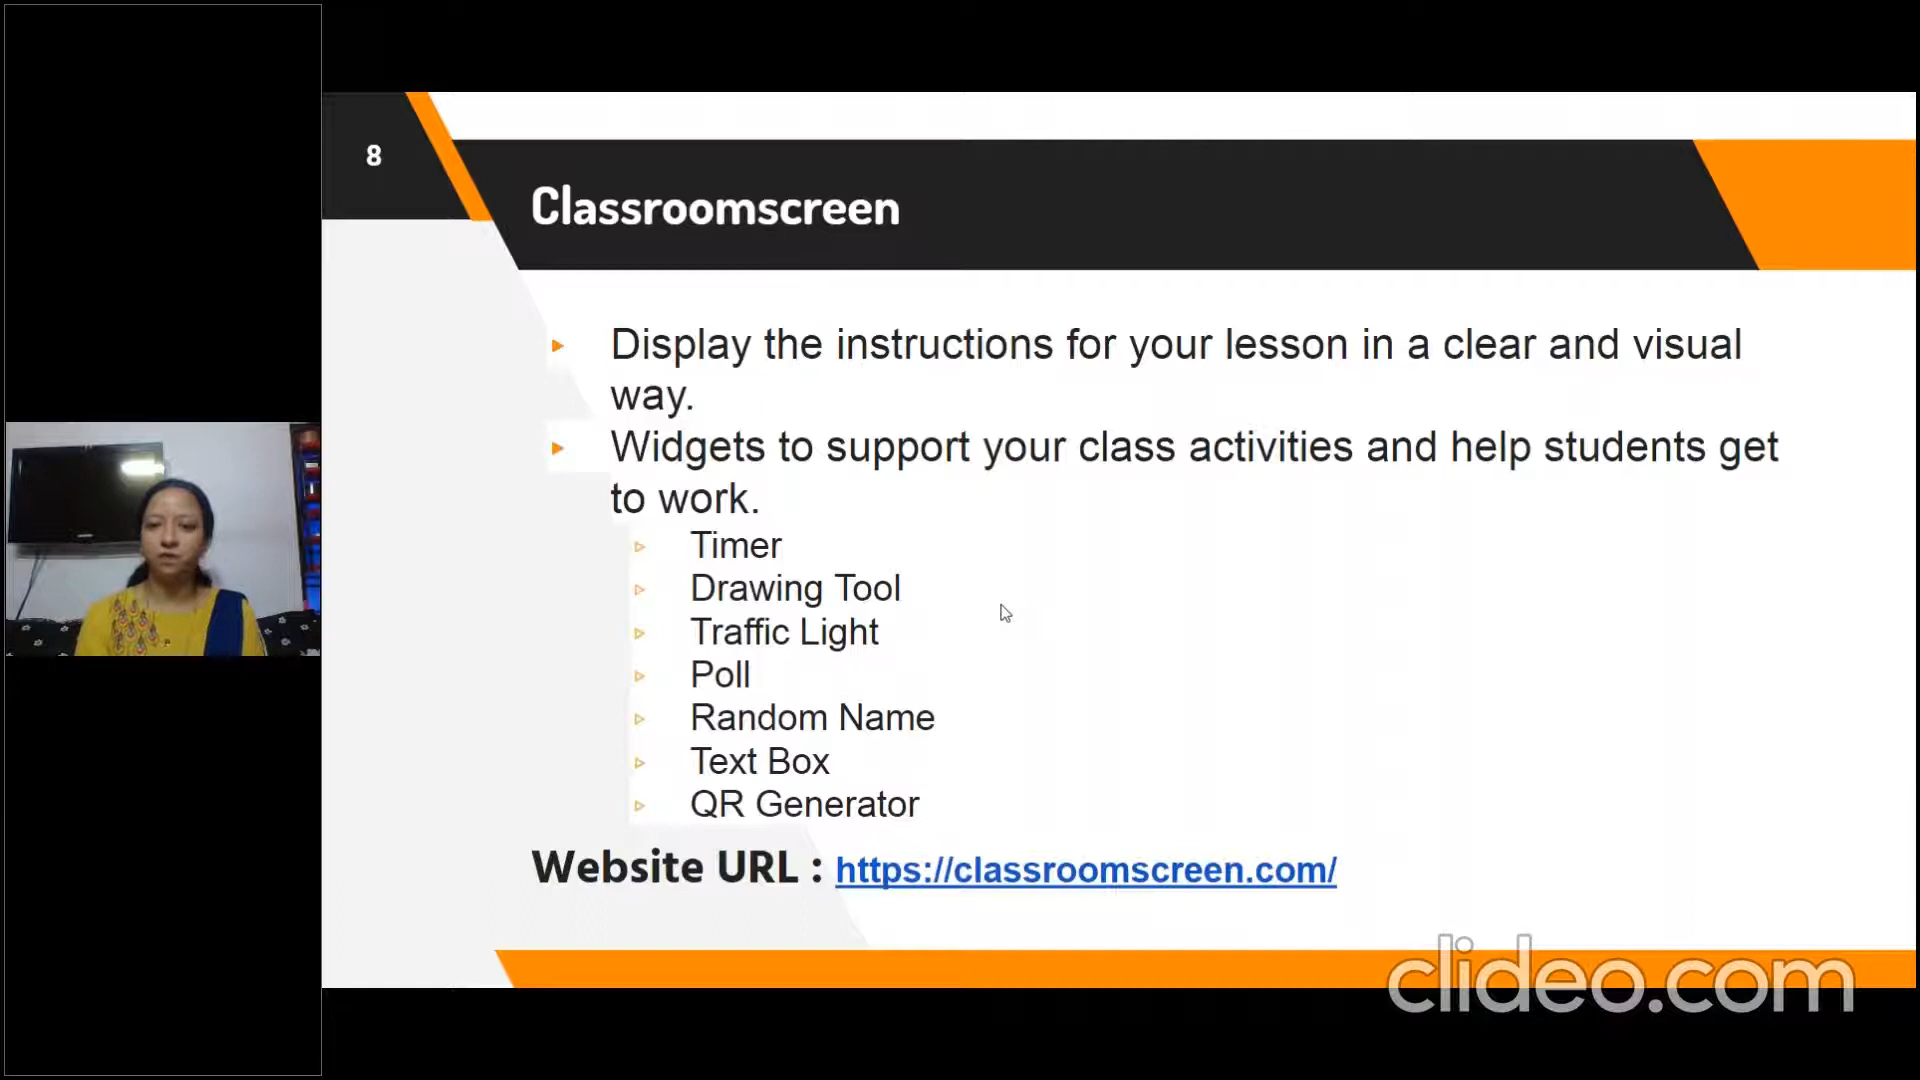 8
Classroomscreen
Display the instructions for your lesson in a clear and visual
way.
Widgets to support your class activities and help students get
to work.
Timer
Drawing Tool
Traffic Light
Poll
Random Name
Text Box
QR Generator
Website URL : https://classroomscreen.com/
clideo.com